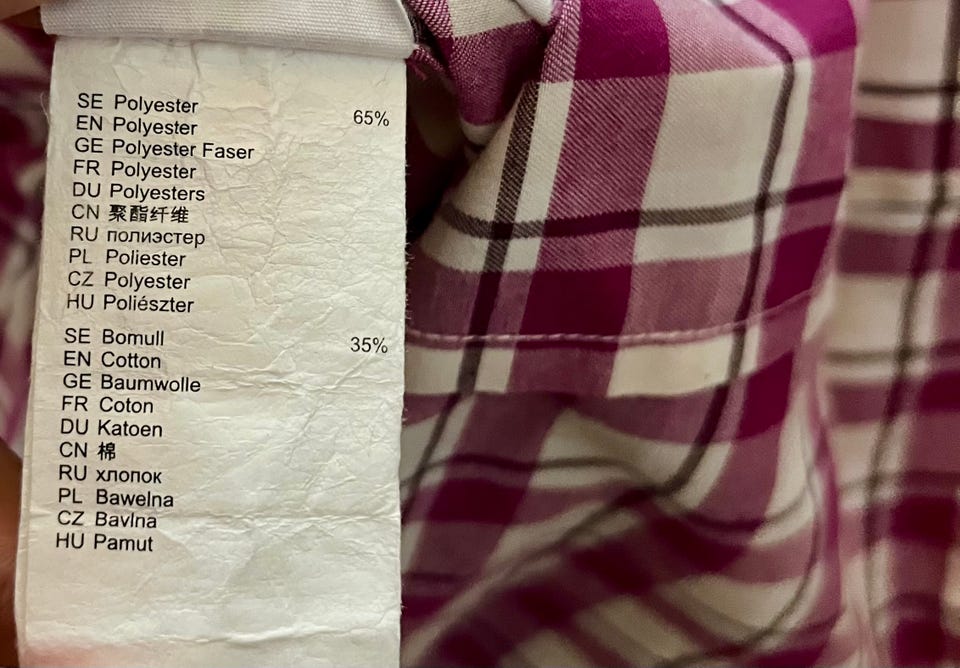 SE Polyester 65%
EN Polyester
GE Polyester Faser
FR Polyester
DU Polyesters
CN 聚酯纤维
RU полиэстер
PL Poliester
CZ Polyester
HU Poliészter
SE Bomull 35%
EN Cotton
GE Baumwolle
FR Coton
DU Katoen
CN 棉
RU хлопок
PL Bawelna
CZ Bavlna
HU Pamut